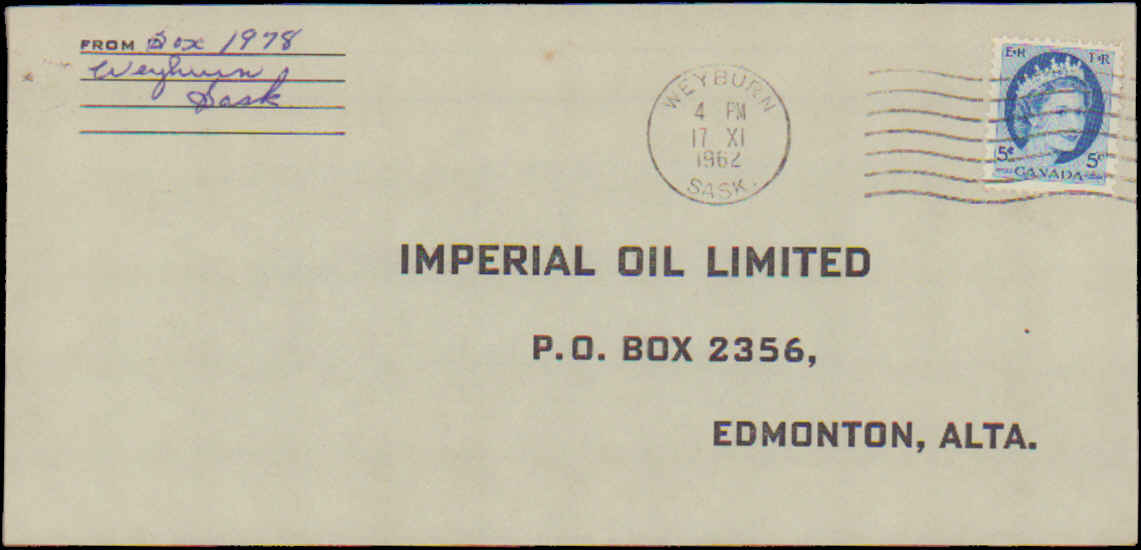 FROM Box 1978
Weyburn
Sask
WEYBURN
4 PM
17 XI
1962
SASK.
E R II R
5¢ 5¢
CANADA
IMPERIAL OIL LIMITED
P.O. BOX 2356,
EDMONTON, ALTA.